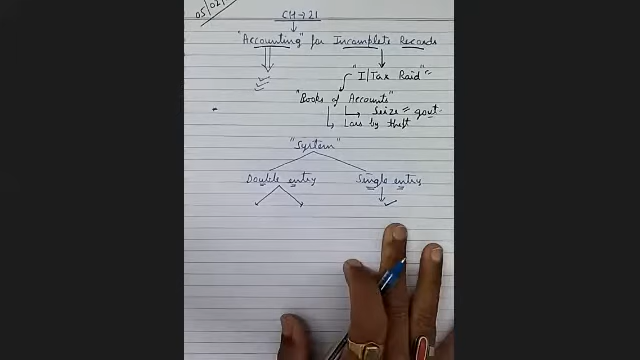 05/02/
CH → 21
"Accounting" for Incomplete Records
"I/Tax Raid"
"Books of Accounts"
Seize = govt.
Loss by theft
"System"
Double entry Single entry